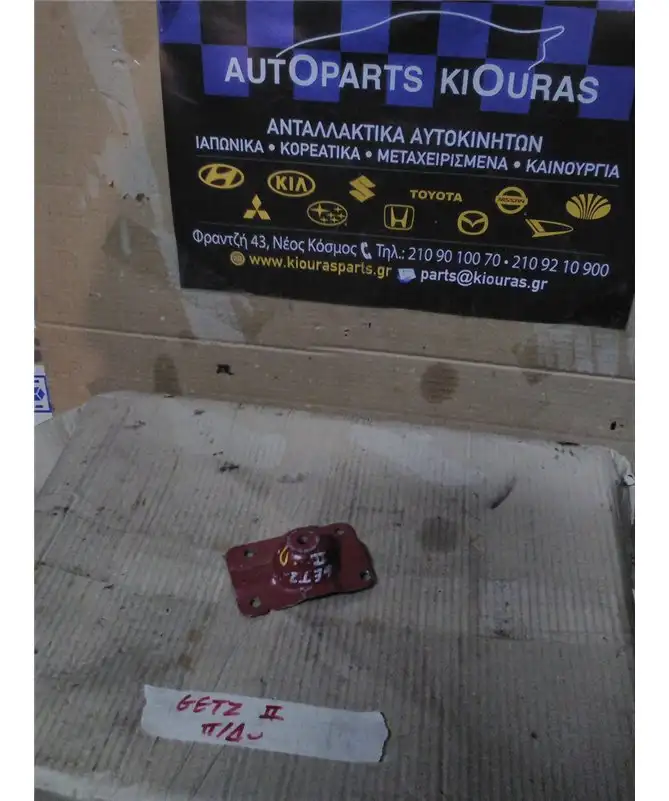 AUTOPARTS KIOURAS
ΑΝΤΑΛΛΑΚΤΙΚΑ ΑΥΤΟΚΙΝΗΤΩΝ
ΙΑΠΩΝΙΚΑ • ΚΟΡΕΑΤΙΚΑ • ΜΕΤΑΧΕΙΡΙΣΜΕΝΑ • ΚΑΙΝΟΥΡΓΙΑ
KIA TOYOTA NISSAN
Φραντζή 43, Νέος Κόσμος Τηλ.: 210 90 100 70 • 210 92 10 900
www.kiourasparts.gr parts@kiouras.gr
GETZ
GETZ II
Π/Δ